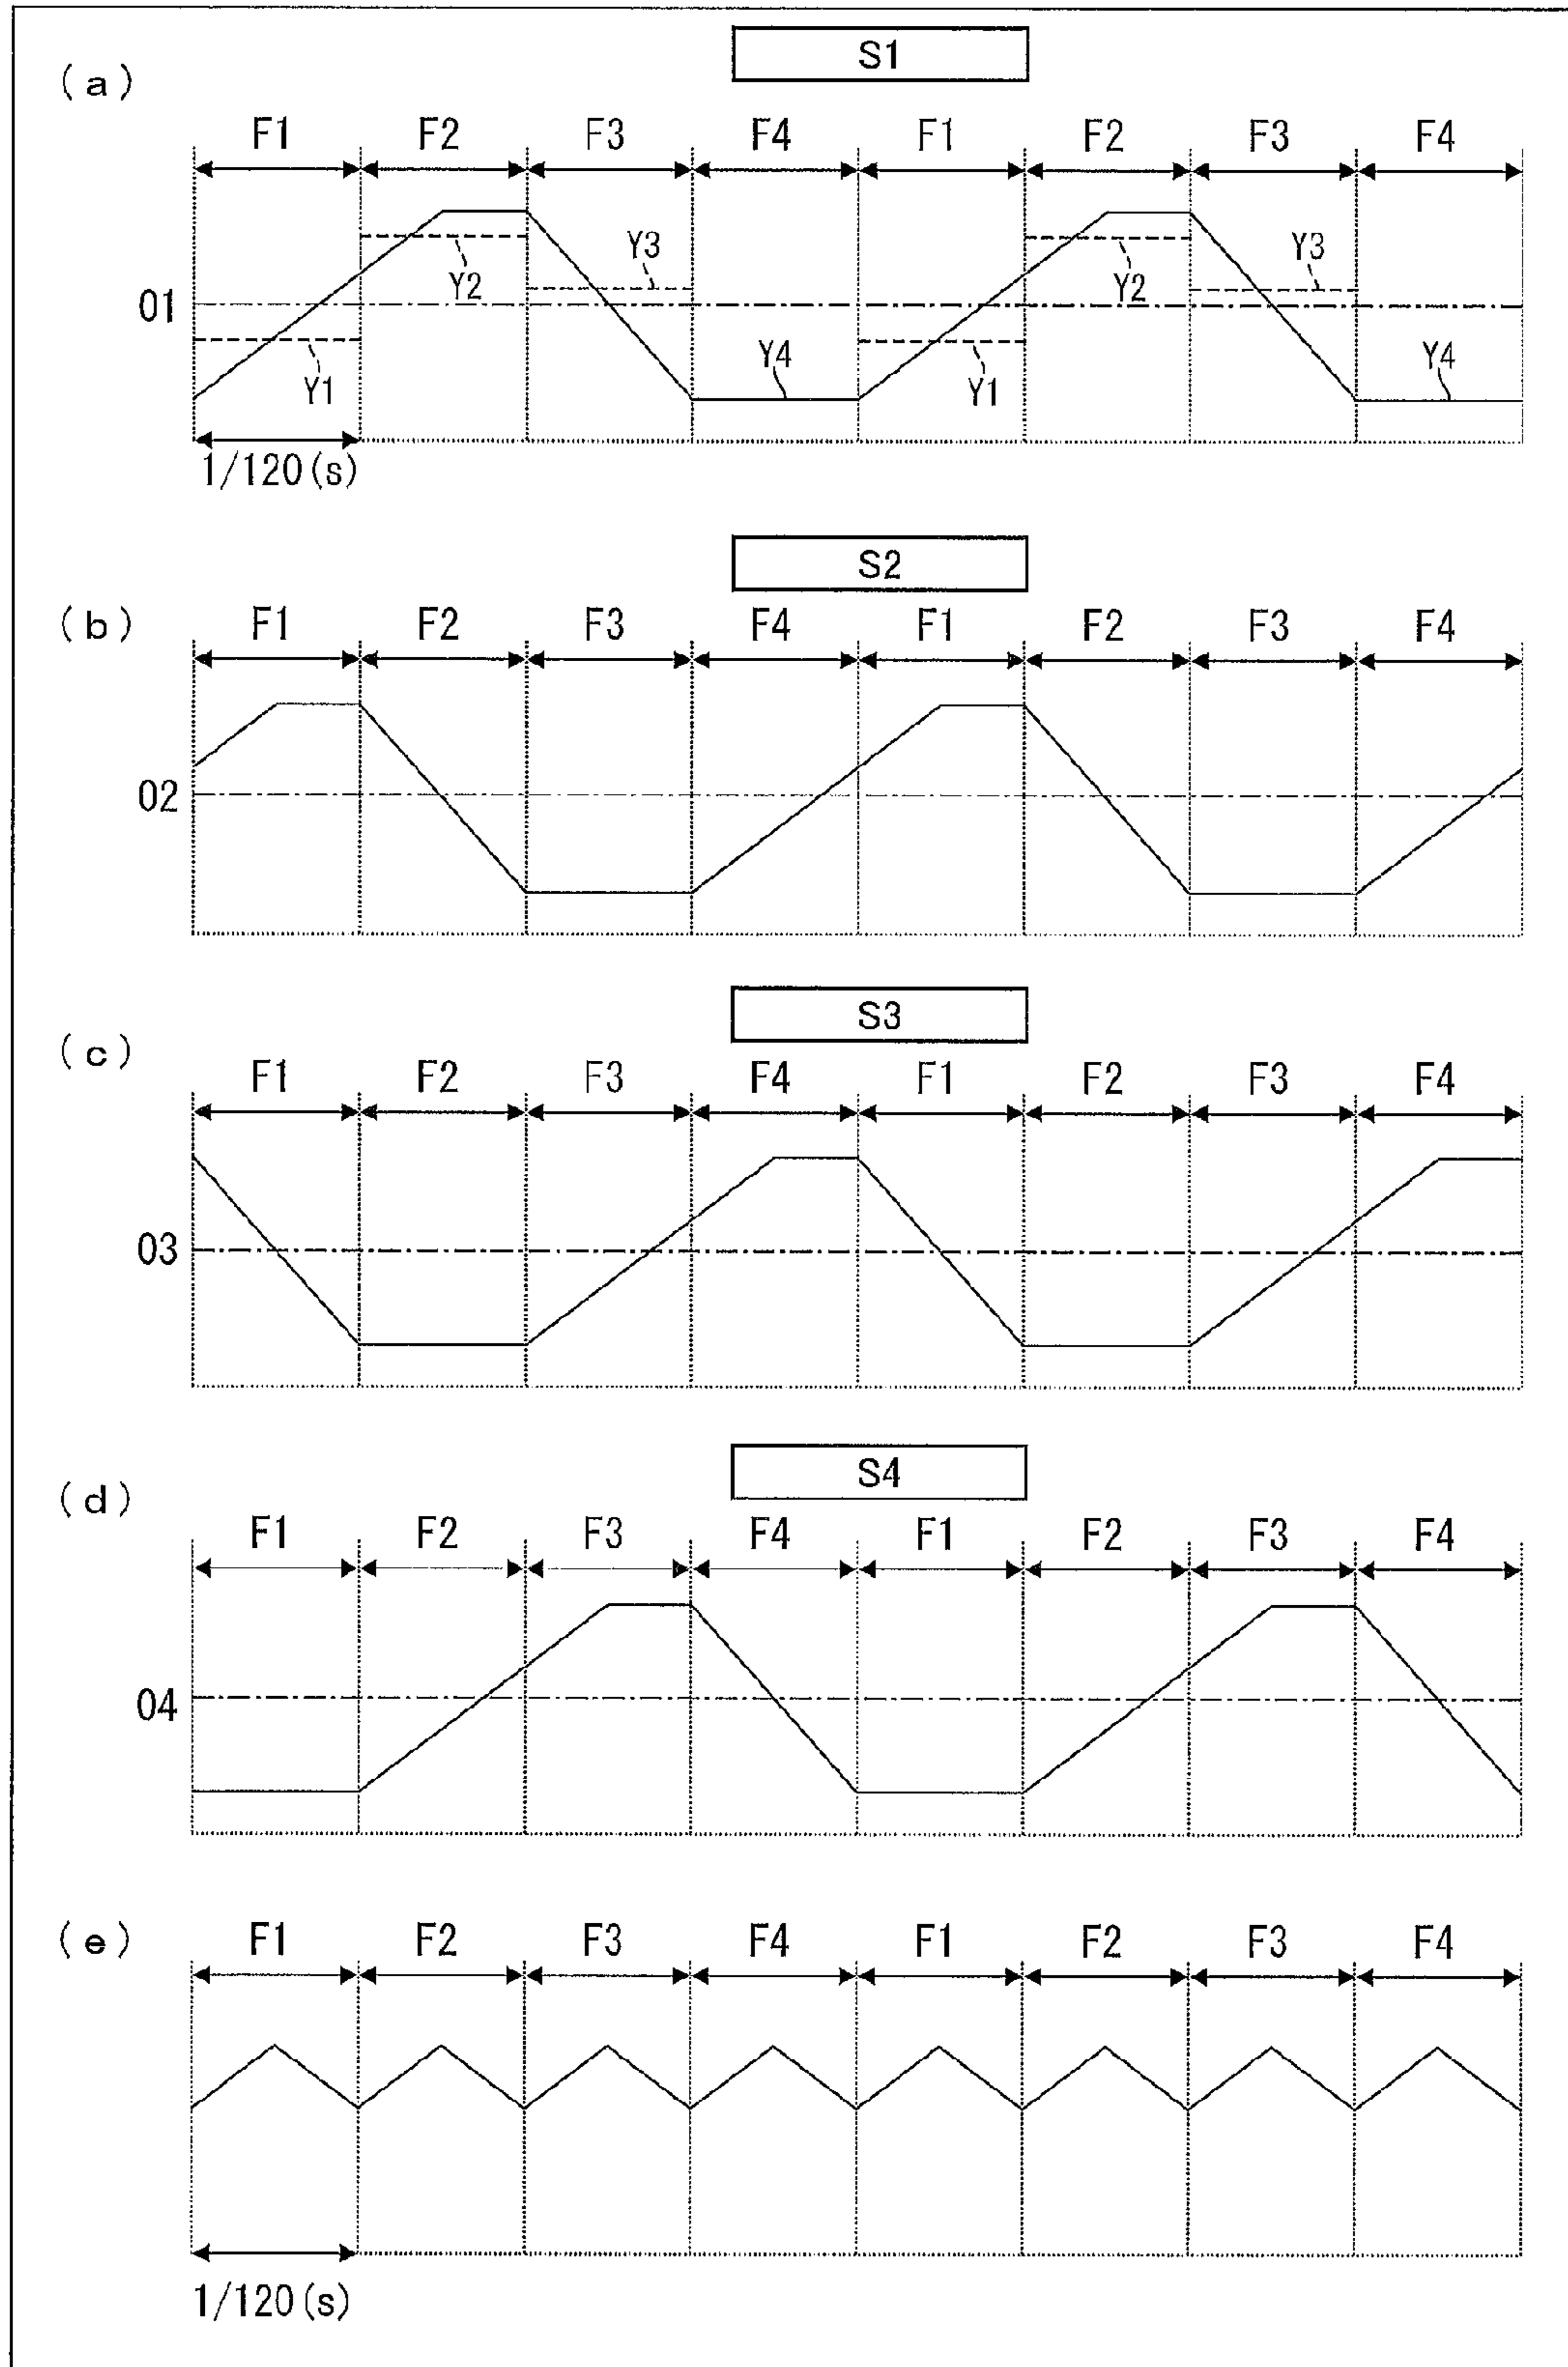 S1
(a)
F1 F2 F3 F4 F1 F2 F3 F4
Y3 Y3
Y2 Y2
01
Y4 Y4
Y1 Y1
1/120(s)
S2
(b)
F1 F2 F3 F4 F1 F2 F3 F4
02
S3
(c)
F1 F2 F3 F4 F1 F2 F3 F4
03
S4
(d)
F1 F2 F3 F4 F1 F2 F3 F4
04
(e)
F1 F2 F3 F4 F1 F2 F3 F4
1/120(s)